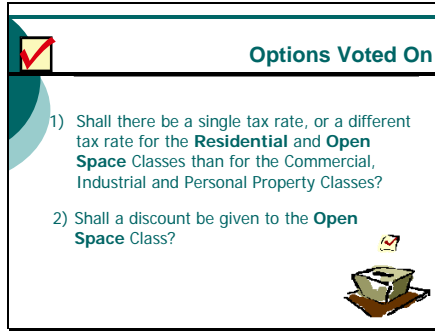 Options Voted On
1) Shall there be a single tax rate, or a different
tax rate for the Residential and Open
Space Classes than for the Commercial,
Industrial and Personal Property Classes?
2) Shall a discount be given to the Open
Space Class?